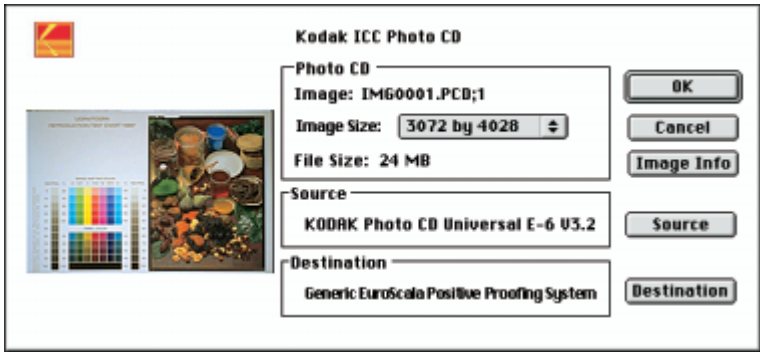 Kodak ICC Photo CD
Photo CD
Image: IMG0001.PCD;1
Image Size: 3072 by 4028
File Size: 24 MB
OK
Cancel
Image Info
Source
KODAK Photo CD Universal E-6 V3.2
Source
Destination
Generic EuroScala Positive Proofing System
Destination